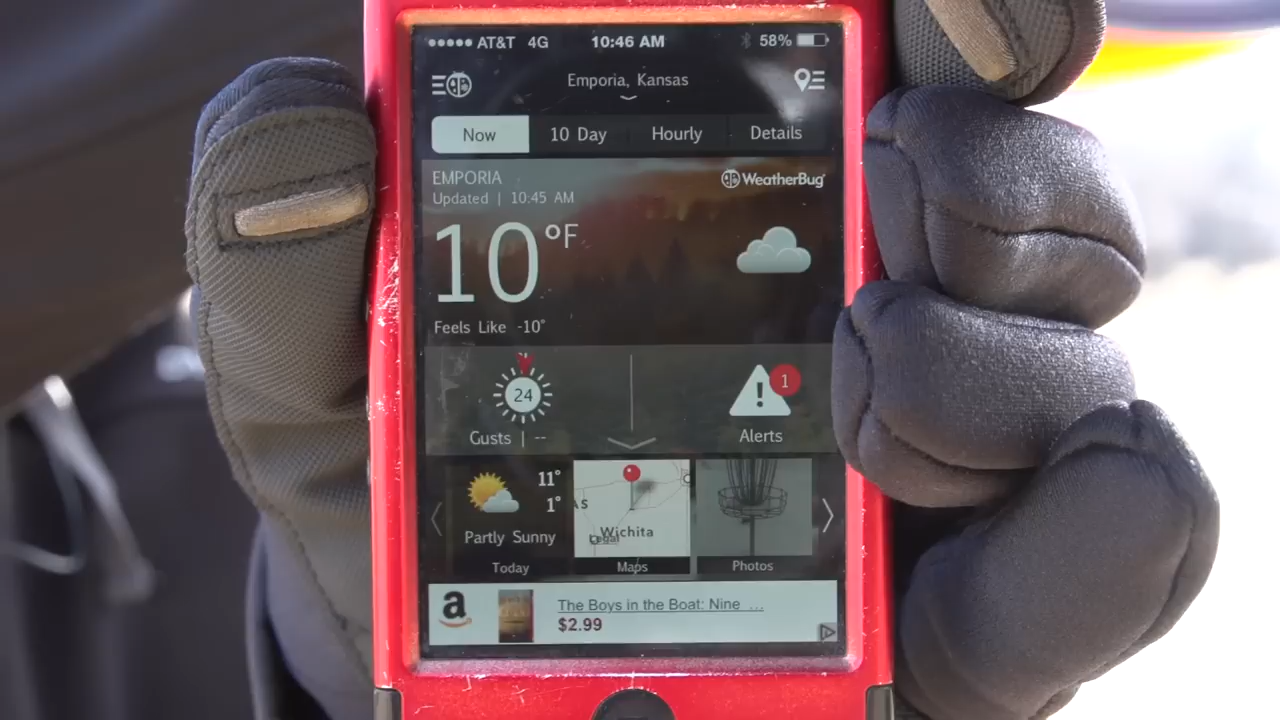 AT&T 4G 10:46 AM 58%
Emporia, Kansas
Now 10 Day Hourly Details
EMPORIA
WeatherBug
Updated | 10:45 AM
10°F
Feels Like -10°
24
1
Gusts | --
Alerts
11°
1°
AS
Wichita
Legal
Partly Sunny
Today
Maps
Photos
a
The Boys in the Boat: Nine ...
$2.99